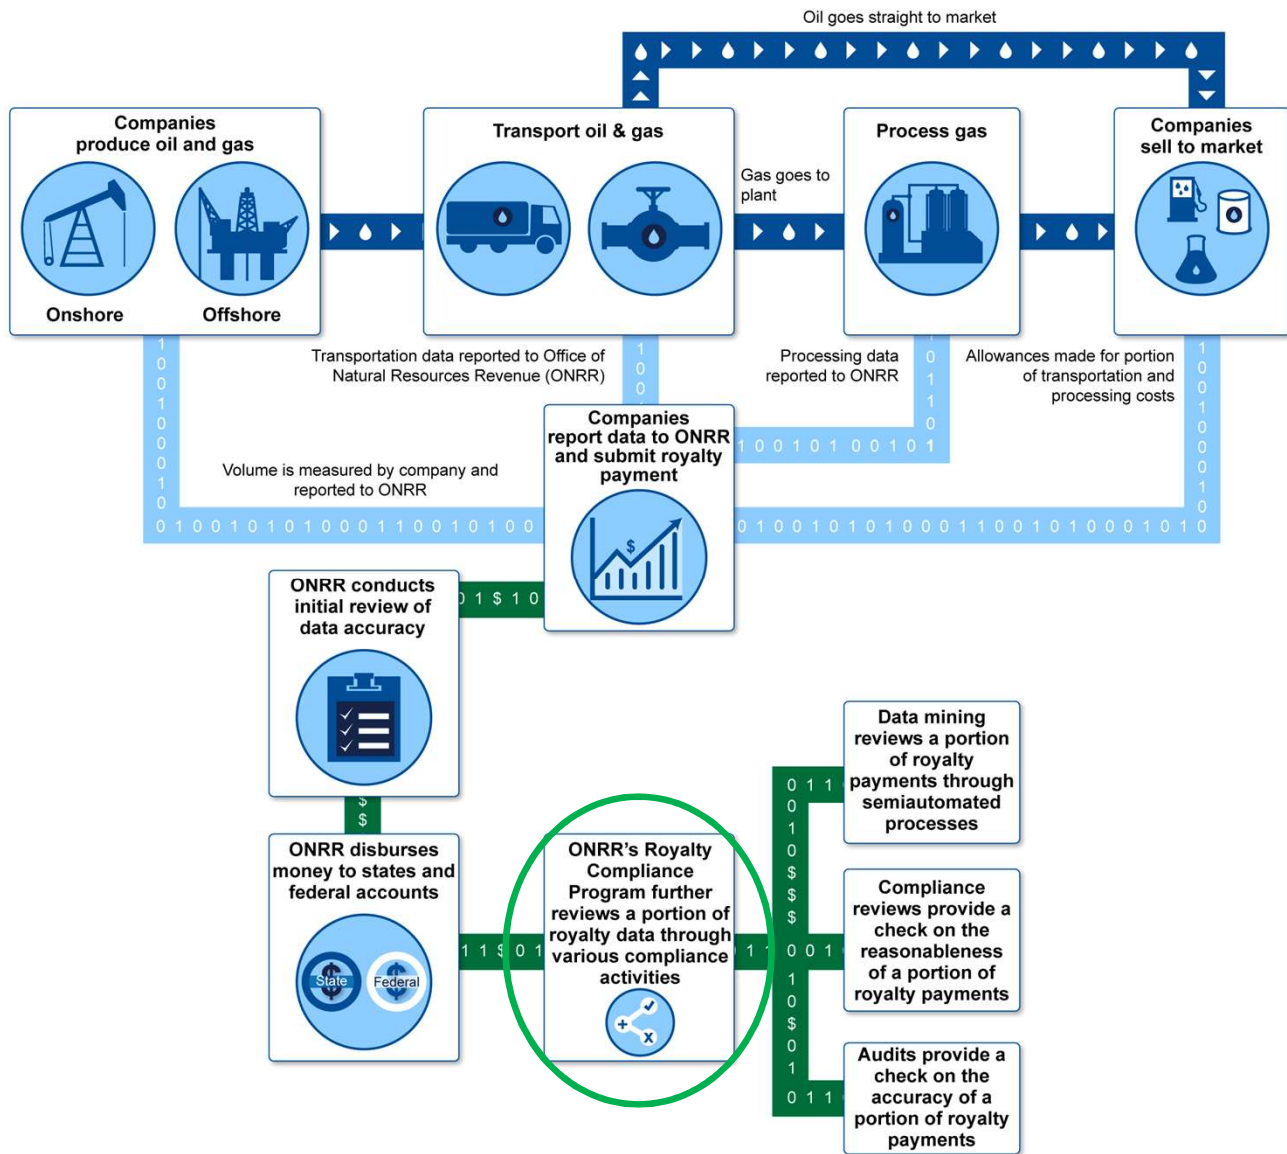 Oil goes straight to market
Companies
produce oil and gas
Onshore
Offshore
Transport oil & gas
Gas goes to
plant
Process gas
Companies
sell to market
Transportation data reported to Office of
Natural Resources Revenue (ONRR)
Processing data
reported to ONRR
Allowances made for portion
of transportation and
processing costs
Volume is measured by company and
reported to ONRR
Companies
report data to ONRR
and submit royalty
payment
$
ONRR conducts
initial review of
data accuracy
01$10
$
$
ONRR disburses
money to states and
federal accounts
State
Federal
11$01
ONRR's Royalty
Compliance
Program further
reviews a portion of
royalty data through
various compliance
activities
Data mining
reviews a portion
of royalty
payments through
semiautomated
processes
Compliance
reviews provide a
check on the
reasonableness
of a portion of
royalty payments
Audits provide a
check on the
accuracy of a
portion of royalty
payments